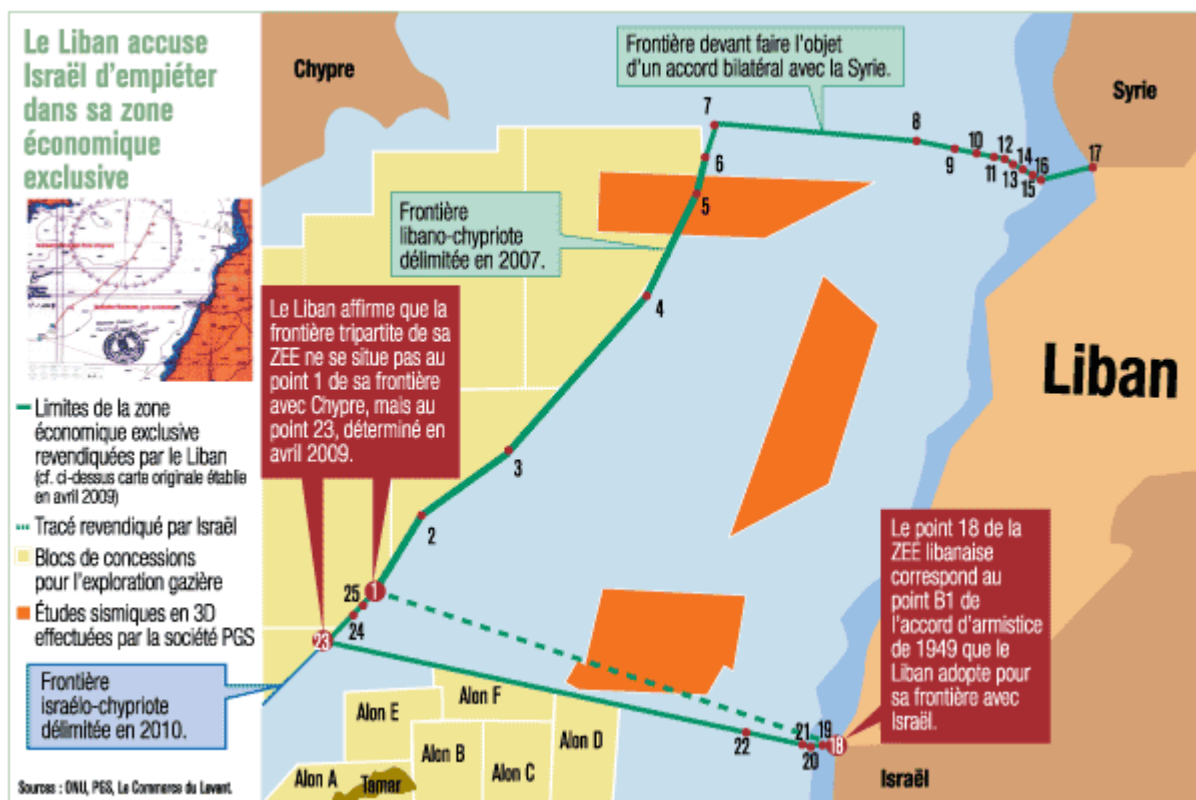 Le Liban accuse
Israël d'empiéter
dans sa zone
économique
exclusive
Limites de la zone
économique exclusive
revendiquées par le Liban
(cf. ci-dessus carte originale établie
en avril 2009)
Tracé revendiqué par Israël
Blocs de concessions
pour l'exploration gazière
Études sismiques en 3D
effectuées par la société PGS
Frontière
israélo-chypriote
délimitée en 2010.
Sources : ONU, PGS, Le Commerce du Levant.
Chypre
Frontière devant faire l'objet
d'un accord bilatéral avec la Syrie.
Syrie
7
8
9
10
11
12
13
14
15
16
17
6
5
Frontière
libano-chypriote
délimitée en 2007.
4
Le Liban affirme que la
frontière tripartite de sa
ZEE ne se situe pas au
point 1 de sa frontière
avec Chypre, mais au
point 23, déterminé en
avril 2009.
Liban
3
2
Le point 18 de la
ZEE libanaise
correspond au
point B1 de
l'accord d'armistice
de 1949 que le
Liban adopte pour
sa frontière avec
Israël.
1
25
24
23
22
21
20
19
18
Alon F
Alon E
Alon B
Alon D
Alon C
Alon A
Tamar
Israël